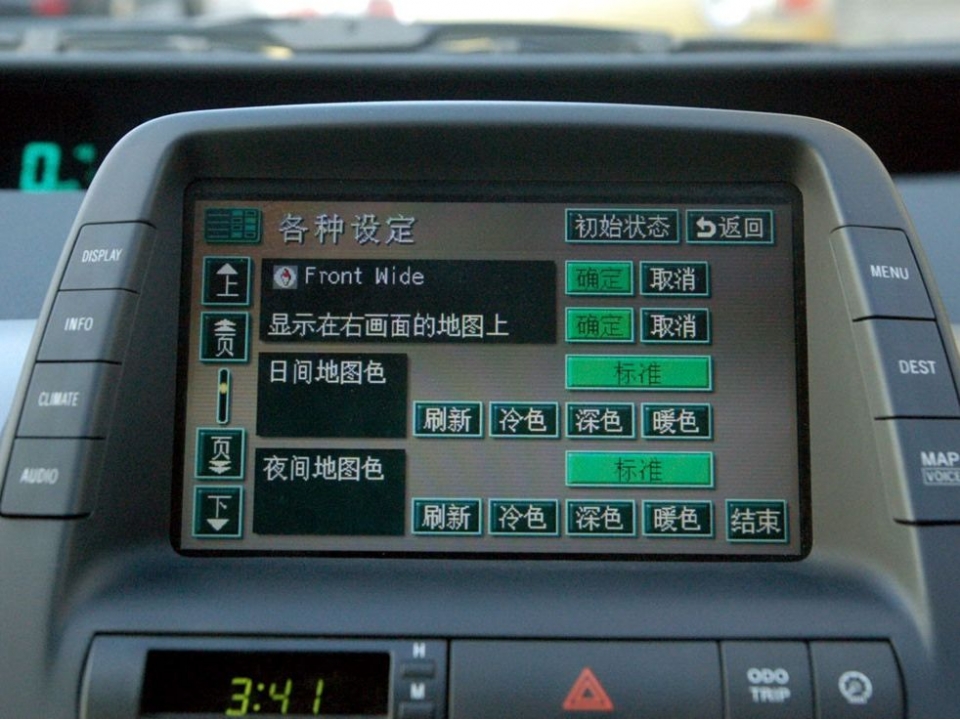 各种设定 初始状态 返回
上 Front Wide 确定 取消
页 显示在右画面的地图上 确定 取消
日间地图色 标准
刷新 冷色 深色 暖色
页 夜间地图色 标准
下 刷新 冷色 深色 暖色 结束
DISPLAY
INFO
CLIMATE
AUDIO
MENU
DEST
MAP
VOICE
3:41
H
M
ODO
TRIP